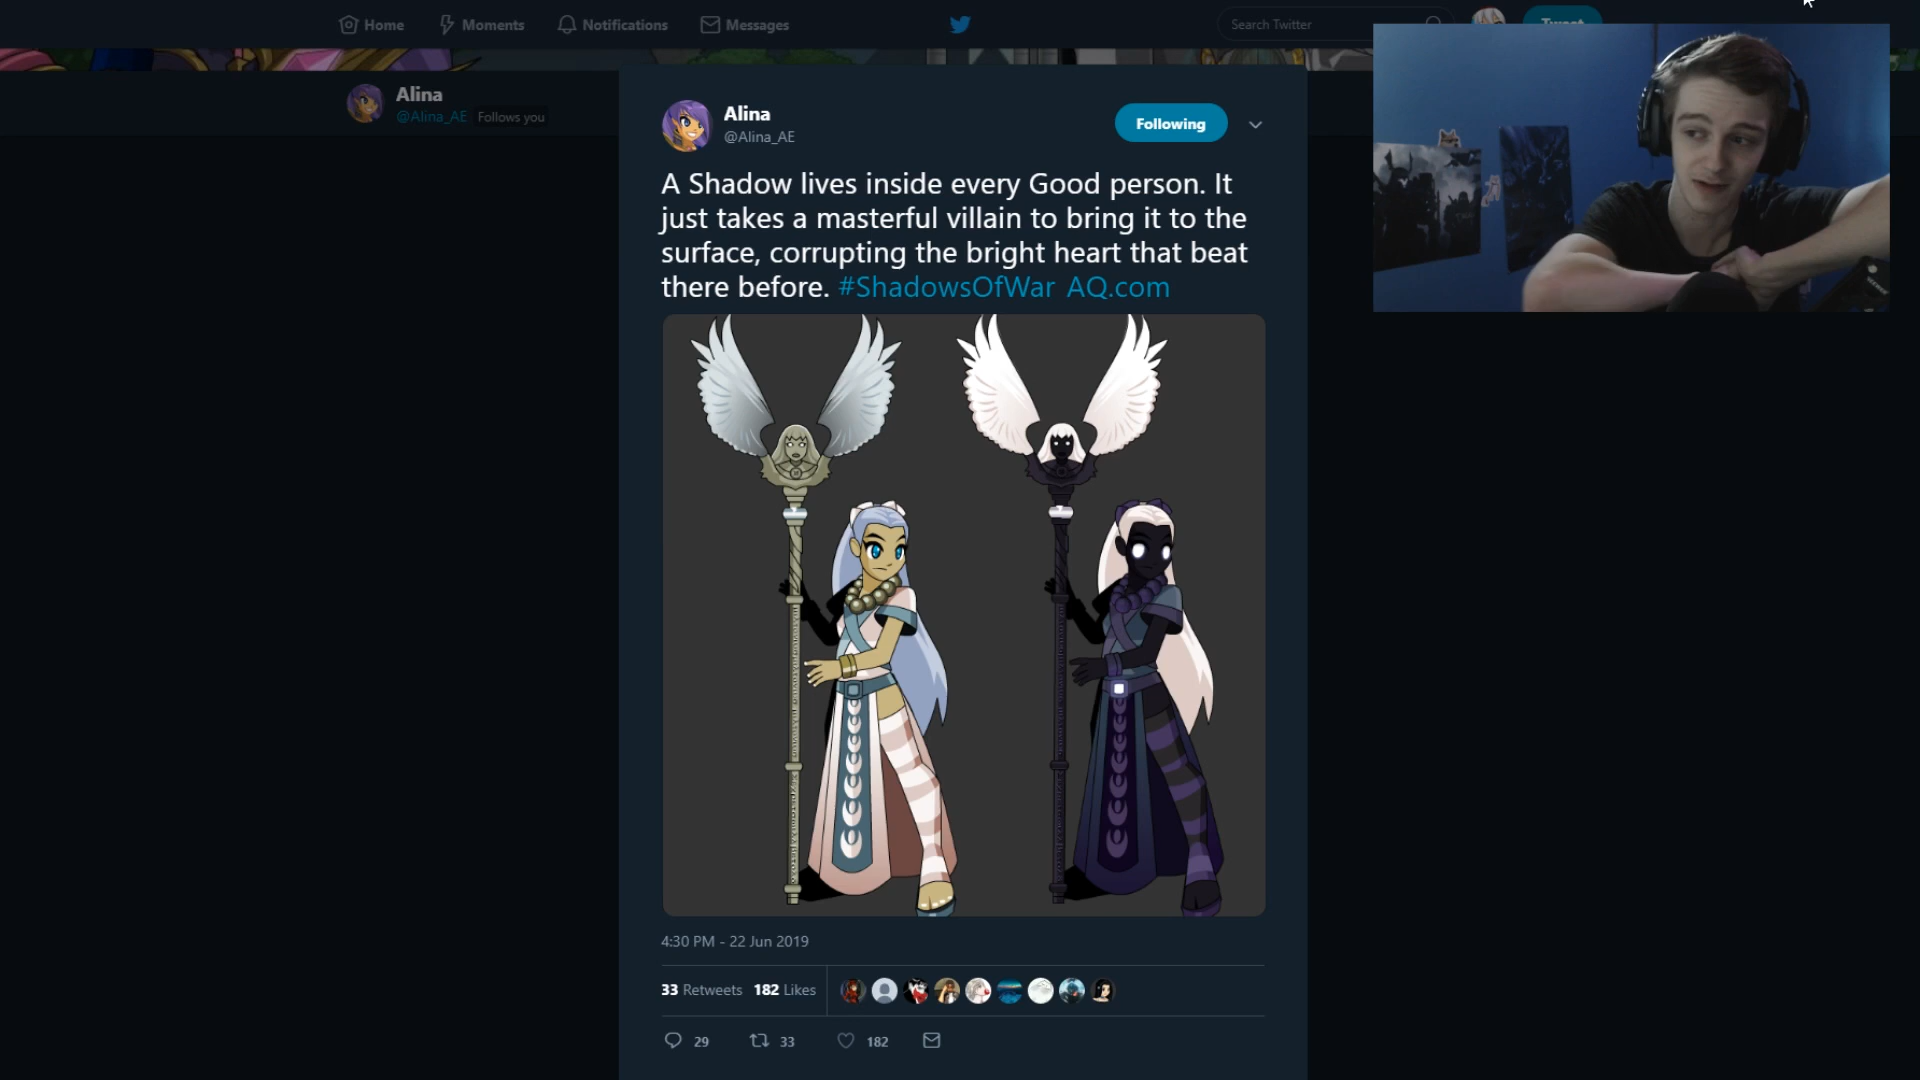 Home Moments Notifications Messages Search Twitter Tweet
Alina
@Alina_AE Follows you
Alina
@Alina_AE
Following
A Shadow lives inside every Good person. It
just takes a masterful villain to bring it to the
surface, corrupting the bright heart that beat
there before. #ShadowsOfWar AQ.com
4:30 PM - 22 Jun 2019
33 Retweets 182 Likes
29 33 182